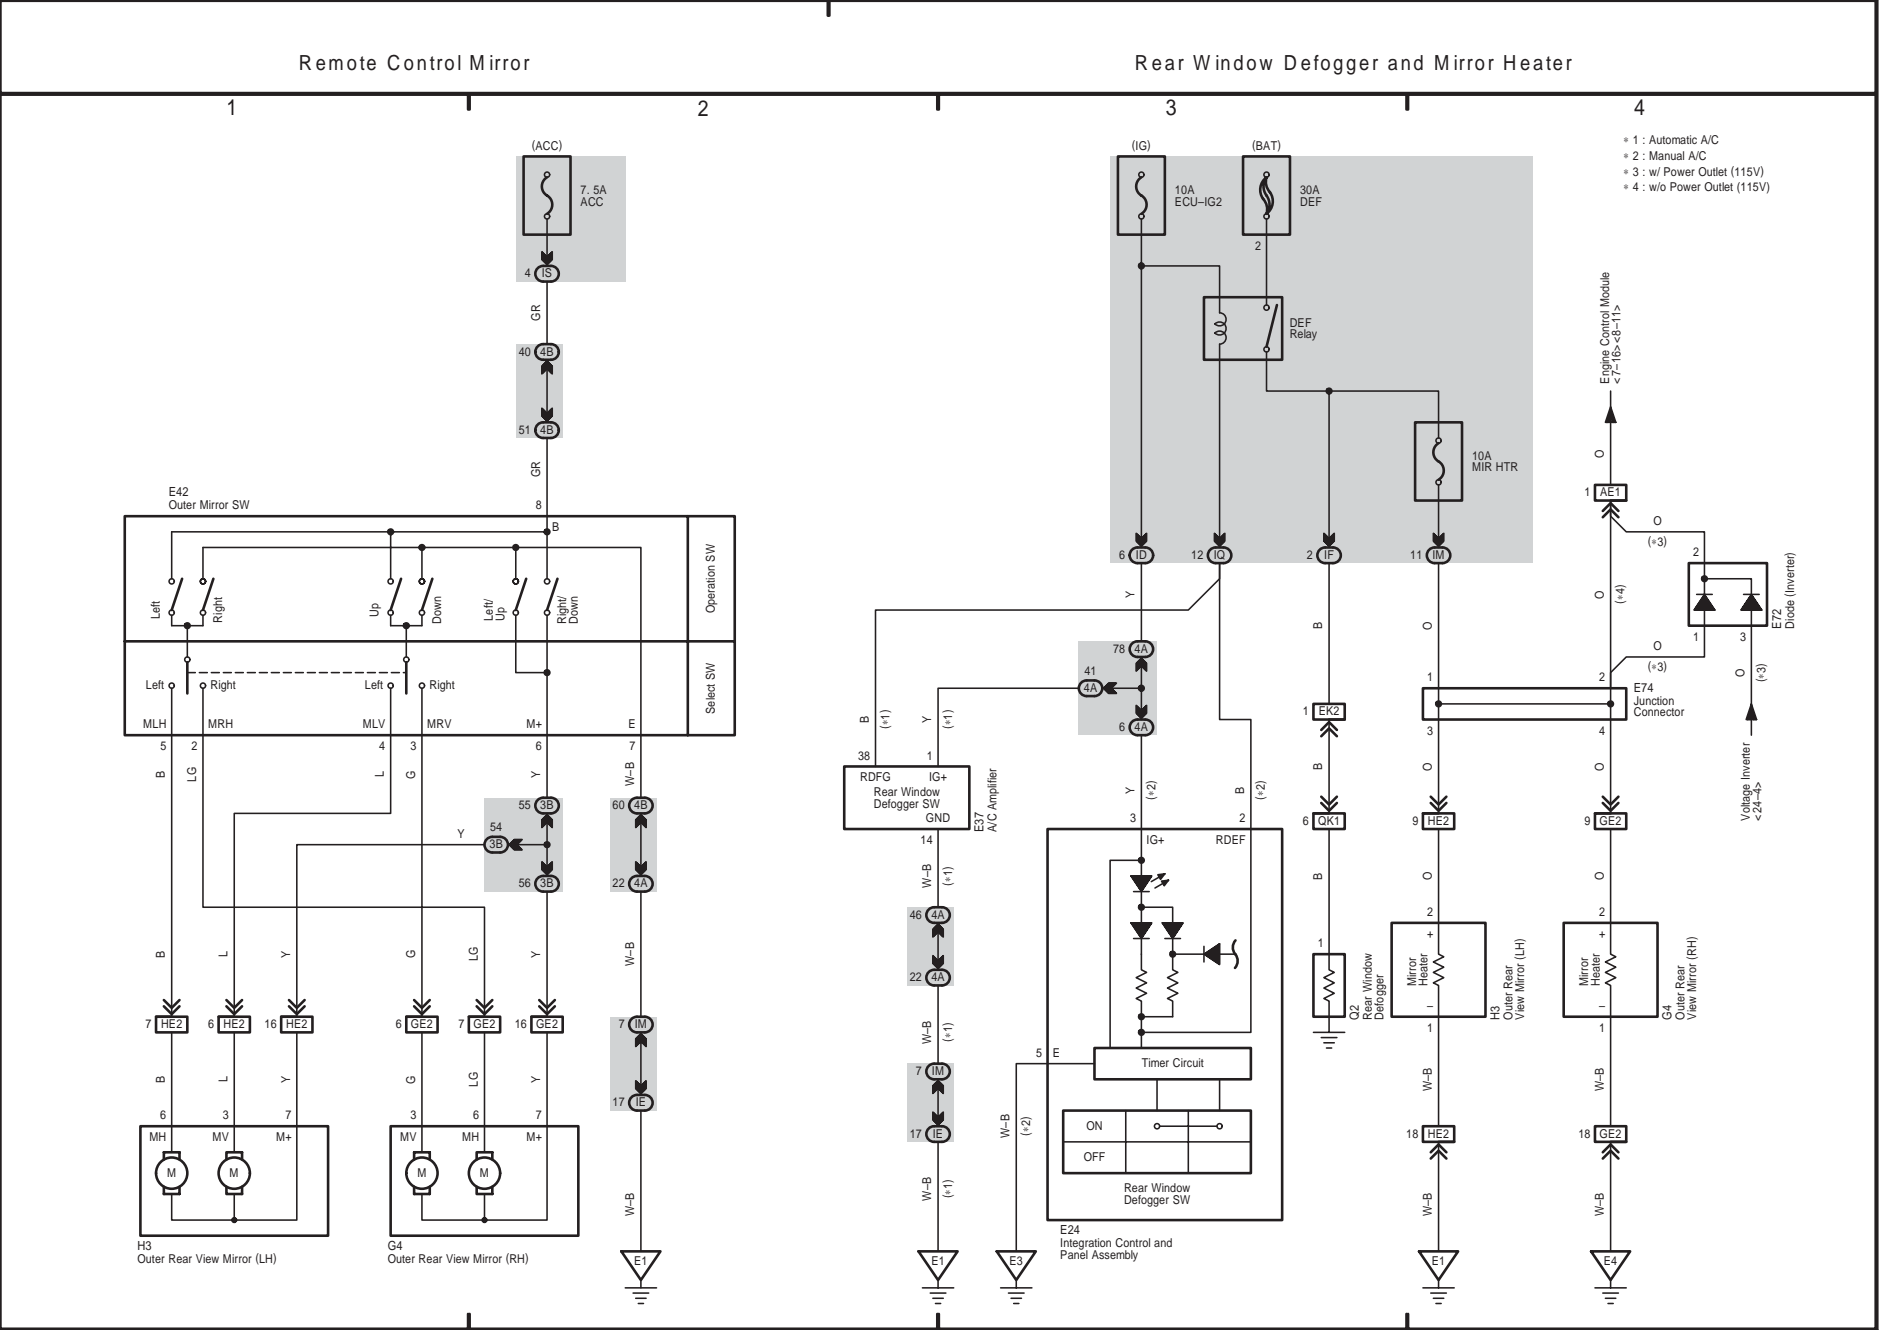 Remote Control Mirror
Rear Window Defogger and Mirror Heater
1
2
3
4
∗ 1 : Automatic A/C
∗ 2 : Manual A/C
∗ 3 : w/ Power Outlet (115V)
∗ 4 : w/o Power Outlet (115V)
(ACC)
7. 5A
ACC
4 IS
GR
40 4B
51 4B
GR
8
E42
Outer Mirror SW
B
Left
Right
Up
Down
Left/
Up
Right/
Down
Operation SW
Left
Right
Left
Right
Select SW
MLH
MRH
MLV
MRV
M+
E
5
2
4
3
6
7
B
LG
L
G
Y
W–B
55 3B
54
3B
Y
56 3B
60 4B
22 4A
B
L
Y
G
LG
Y
W–B
7 HE2
6 HE2
16 HE2
6 GE2
7 GE2
16 GE2
7 IM
17 IE
B
L
Y
G
LG
Y
6
3
7
3
6
7
MH
MV
M+
MV
MH
M+
M
M
M
M
W–B
H3
Outer Rear View Mirror (LH)
G4
Outer Rear View Mirror (RH)
E1
(IG)
10A
ECU–IG2
(BAT)
30A
DEF
2
DEF
Relay
10A
MIR HTR
6 ID
12 IQ
2 IF
11 IM
Y
B
O
78 4A
41
4A
6 4A
B
(∗1)
Y
(∗1)
38
1
RDFG
IG+
Rear Window
Defogger SW
GND
E37
A/C Amplifier
14
W–B
(∗1)
46 4A
22 4A
W–B
(∗1)
7 IM
17 IE
W–B
(∗1)
E1
Y
(∗2)
B
(∗2)
3
2
IG+
RDEF
5 E
Timer Circuit
ON
OFF
Rear Window
Defogger SW
W–B
(∗2)
E3
E24
Integration Control and
Panel Assembly
1 EK2
B
6 QK1
B
1
Q2
Rear Window
Defogger
1
2
E74
Junction
Connector
3
4
O
O
9 HE2
9 GE2
O
O
2
2
+
Mirror
Heater
–
H3
Outer Rear
View Mirror (LH)
+
Mirror
Heater
–
G4
Outer Rear
View Mirror (RH)
1
1
W–B
W–B
18 HE2
18 GE2
W–B
W–B
E1
E4
Engine Control Module
<7–16><8–11>
O
1 AE1
O
(∗3)
2
O
(∗4)
E72
Diode (Inverter)
1
3
O
(∗3)
O
(∗3)
Voltage Inverter
<24–4>